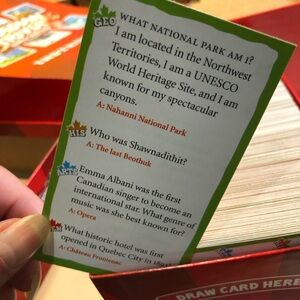 GEO
WHAT NATIONAL PARK AM I?
I am located in the Northwest
Territories, I am a UNESCO
World Heritage Site, and I am
known for my spectacular
canyons.
A: Nahanni National Park
HIS
Who was Shawnadithit?
A: The last Beothuk
ARTS
Emma Albani was the first
Canadian singer to become an
international star. What genre of
music was she best known for?
A: Opera
What historic hotel was first
opened in Quebec City in
A: Château Frontenac
DRAW CARD HERE